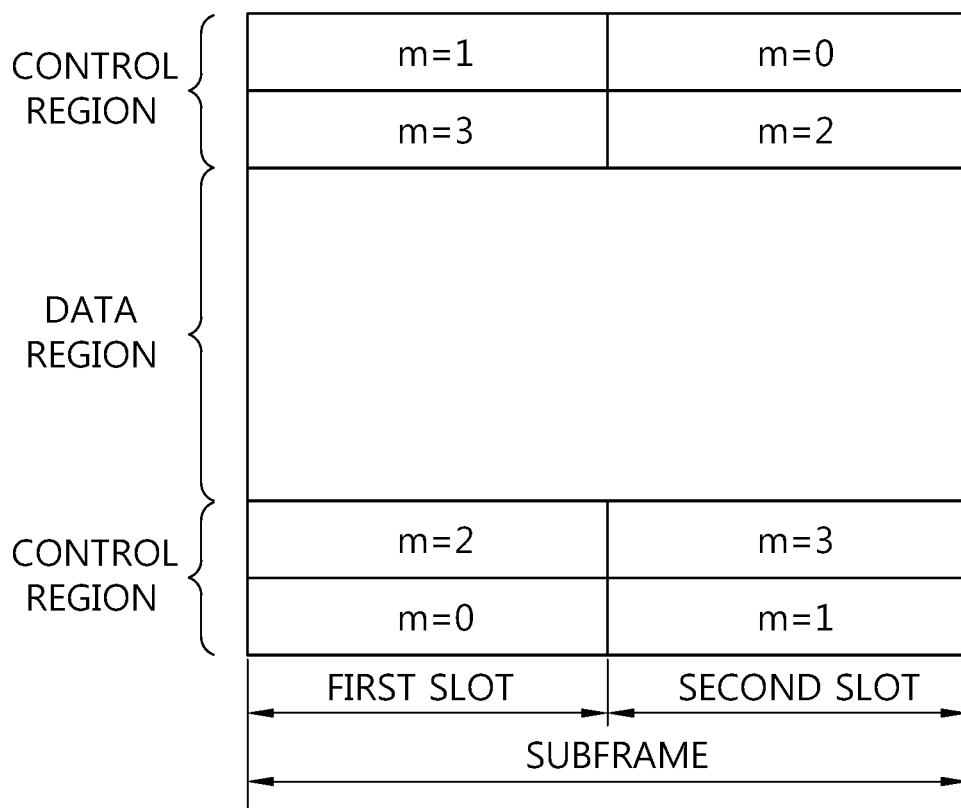 CONTROL
REGION
m=1
m=0
m=3
m=2
DATA
REGION
CONTROL
REGION
m=2
m=3
m=0
m=1
FIRST SLOT
SECOND SLOT
SUBFRAME